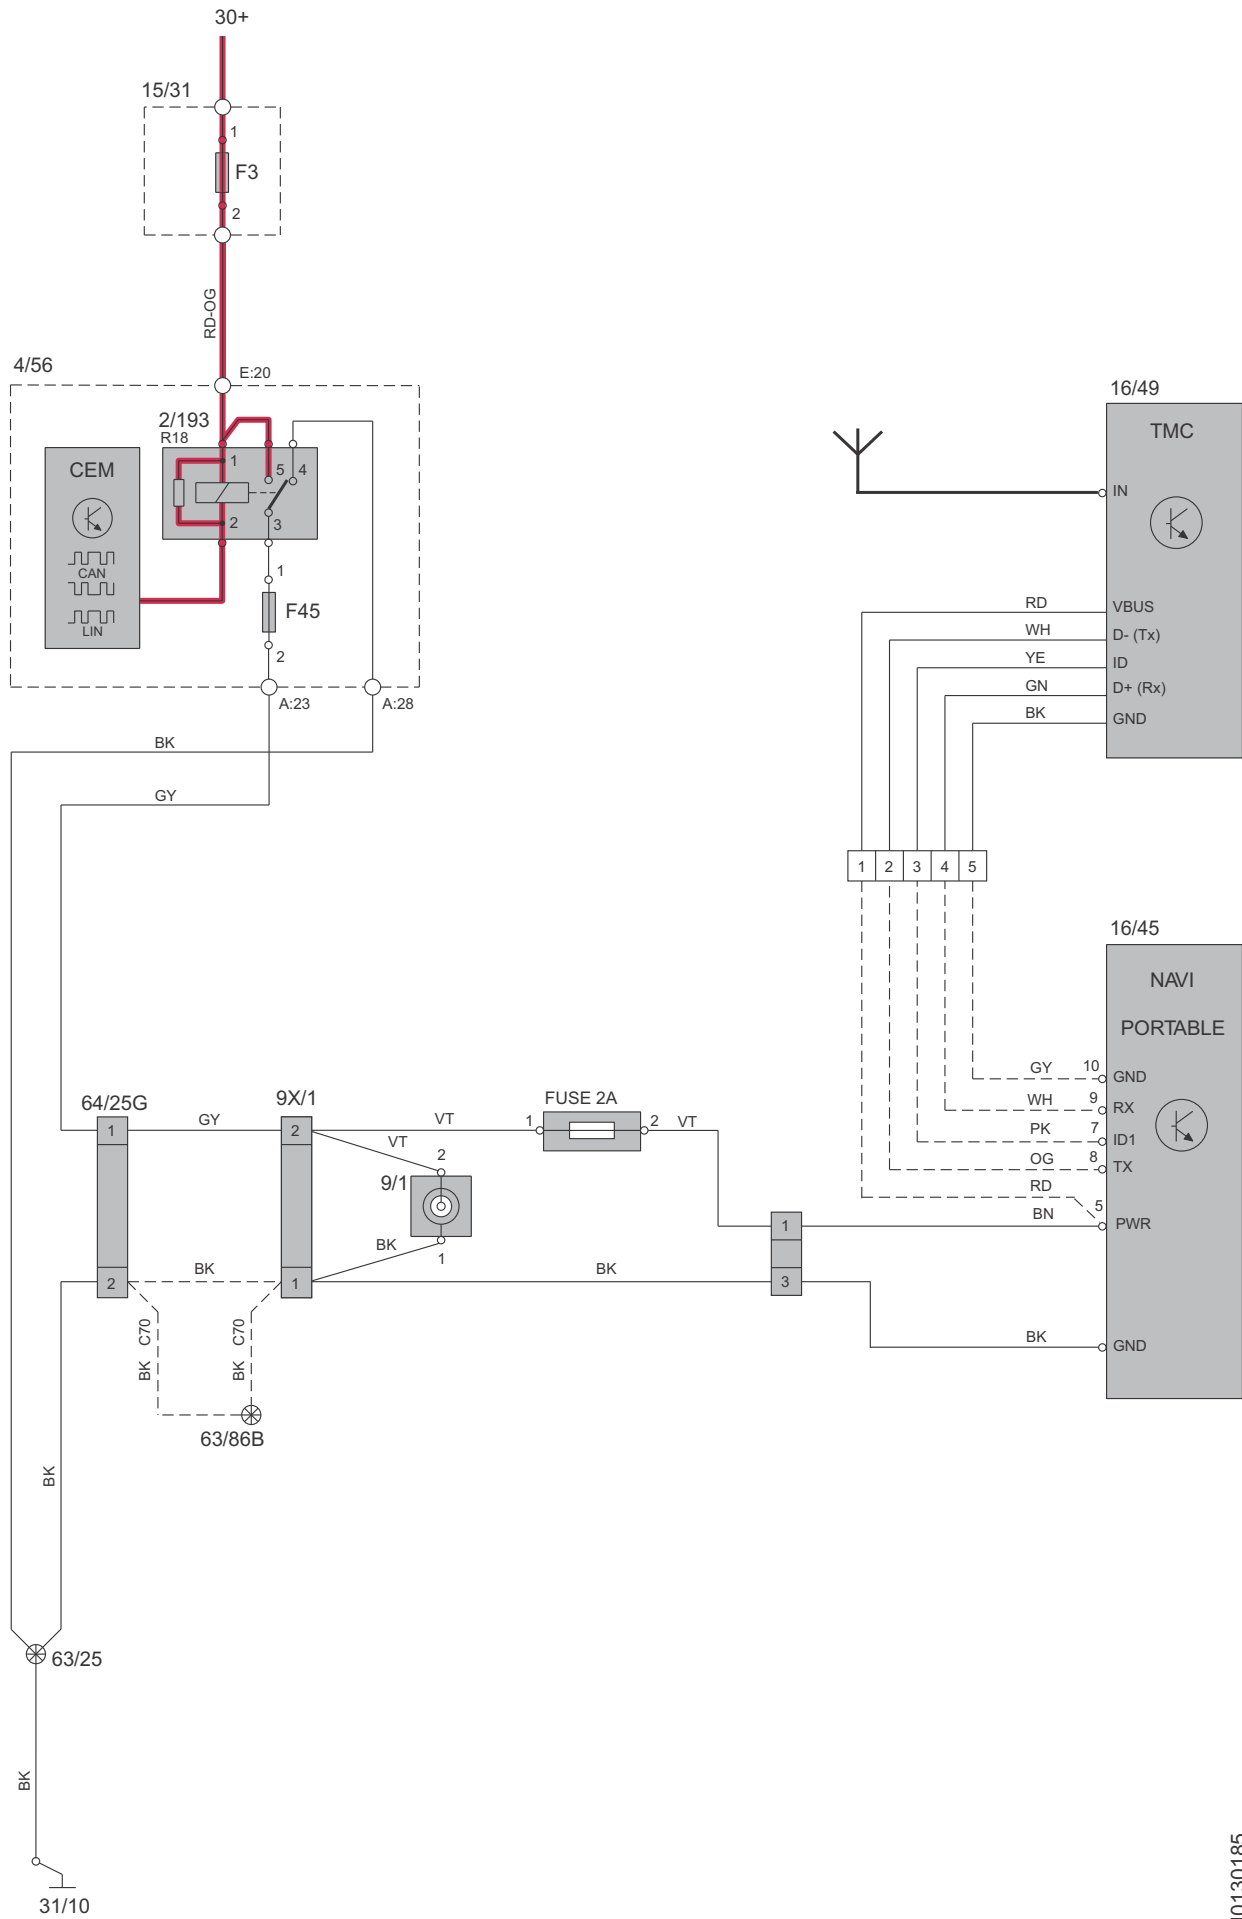 30+
15/31
1
F3
2
RD-OG
4/56
E:20
2/193
R18
CEM
CAN
LIN
1
5
4
2
3
1
F45
2
A:23
A:28
BK
GY
16/49
TMC
IN
RD
VBUS
WH
D- (Tx)
YE
ID
GN
D+ (Rx)
BK
GND
1 2 3 4 5
16/45
NAVI
PORTABLE
GY 10 GND
WH 9 RX
PK 7 ID1
OG 8 TX
RD
5
BN PWR
BK GND
64/25G
9X/1
FUSE 2A
1 GY 2 VT 1 2 VT
VT
2
9/1
BK
1
1
2 BK 1 BK 3
BK C70
BK C70
63/86B
BK
63/25
BK
31/10